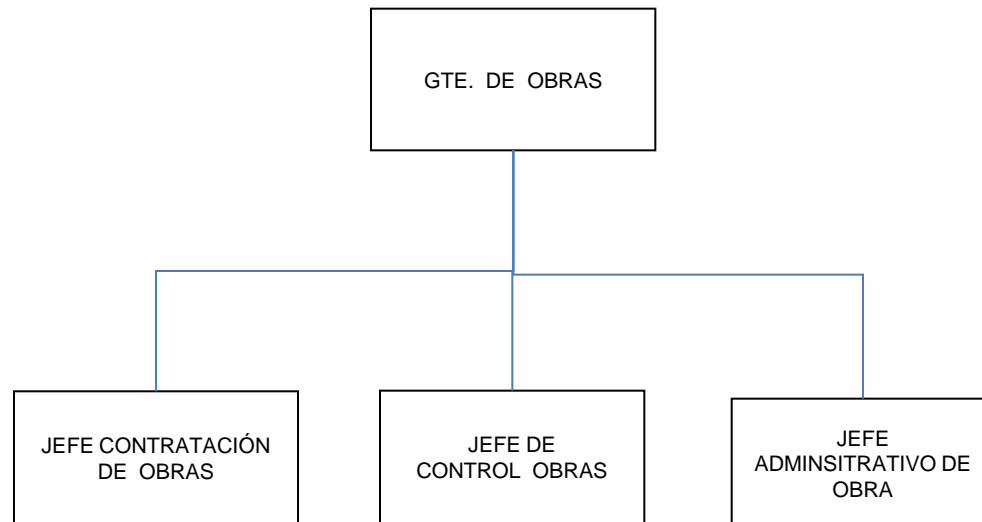 GTE. DE OBRAS
JEFE CONTRATACIÓN
DE OBRAS
JEFE DE
CONTROL OBRAS
JEFE
ADMINSITRATIVO DE
OBRA